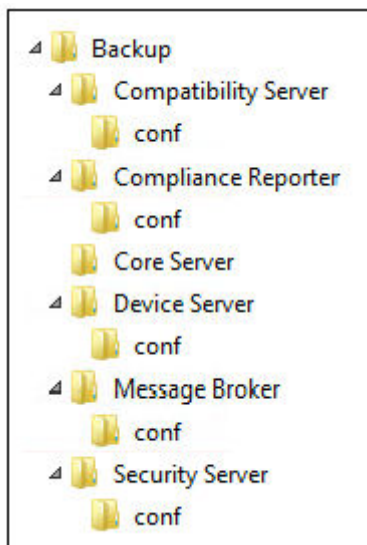 Backup
Compatibility Server
conf
Compliance Reporter
conf
Core Server
Device Server
conf
Message Broker
conf
Security Server
conf